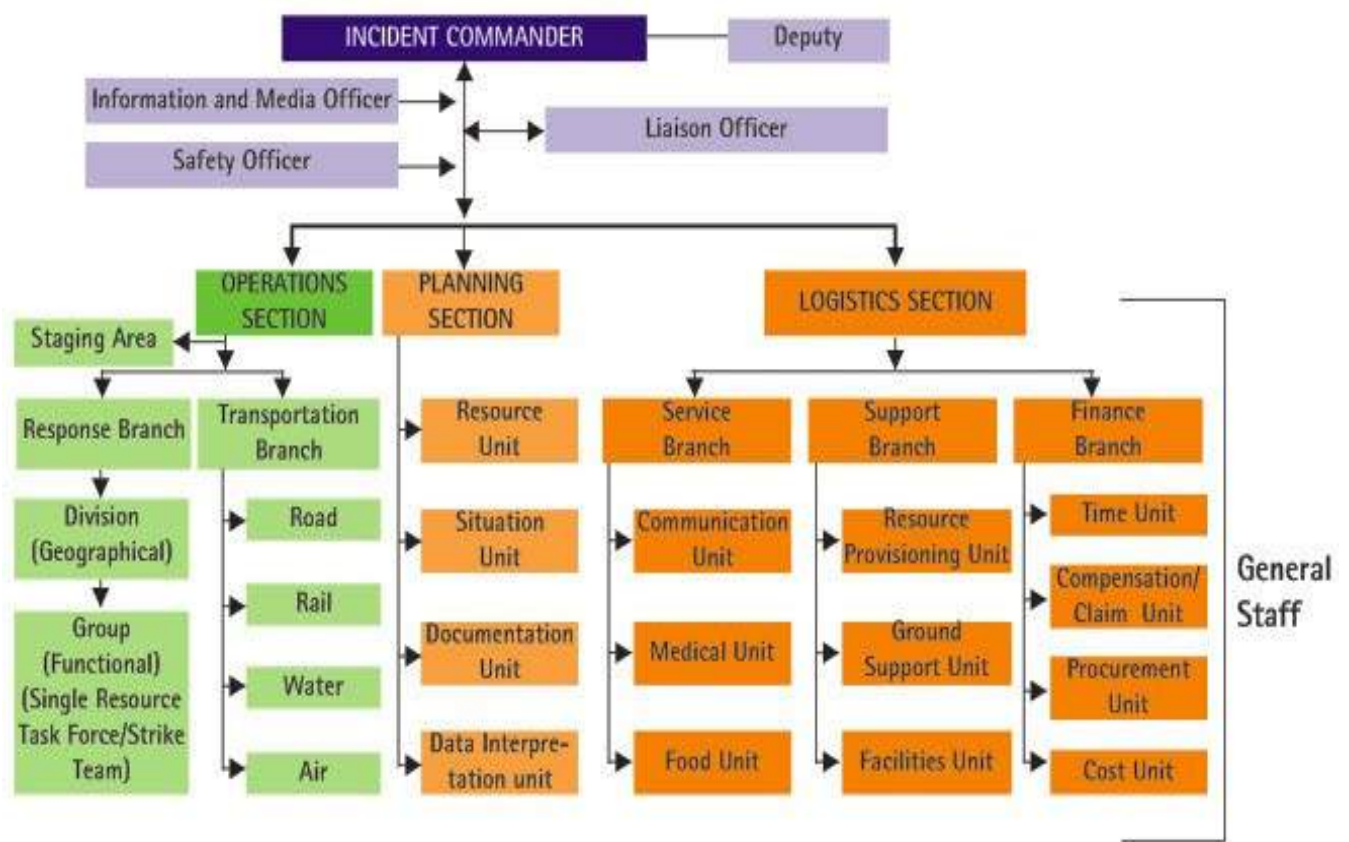 INCIDENT COMMANDER
Deputy
Information and Media Officer
Liaison Officer
Safety Officer
OPERATIONS
SECTION
PLANNING
SECTION
LOGISTICS SECTION
Staging Area
Response Branch
Transportation
Branch
Resource
Unit
Service
Branch
Support
Branch
Finance
Branch
Division
(Geographical)
Road
Situation
Unit
Communication
Unit
Resource
Provisioning Unit
Time Unit
General
Staff
Group
(Functional)
(Single Resource
Task Force/Strike
Team)
Rail
Documentation
Unit
Medical Unit
Ground
Support Unit
Compensation/
Claim Unit
Water
Procurement
Unit
Air
Data Interpre-
tation unit
Food Unit
Facilities Unit
Cost Unit